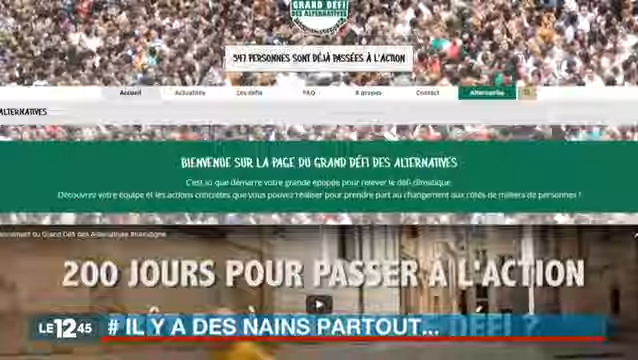 GRAND DÉFI
DES ALTERNATIVES
547 PERSONNES SONT DÉJÀ PASSÉES À L'ACTION
Accueil Actualités Les défis FAQ A propos Contact Alternatiba
ALTERNATIVES
BIENVENUE SUR LA PAGE DU GRAND DÉFI DES ALTERNATIVES
C'est ici que démarre votre grande épopée pour relever le défi climatique.
Découvrez votre équipe et les actions concrètes que vous pouvez réaliser pour prendre part au changement aux côtés de milliers de personnes !
du Grand Défi des Alternatives
200 JOURS POUR PASSER À L'ACTION
DÉFI ?
LE 12 45 # IL Y A DES NAINS PARTOUT...